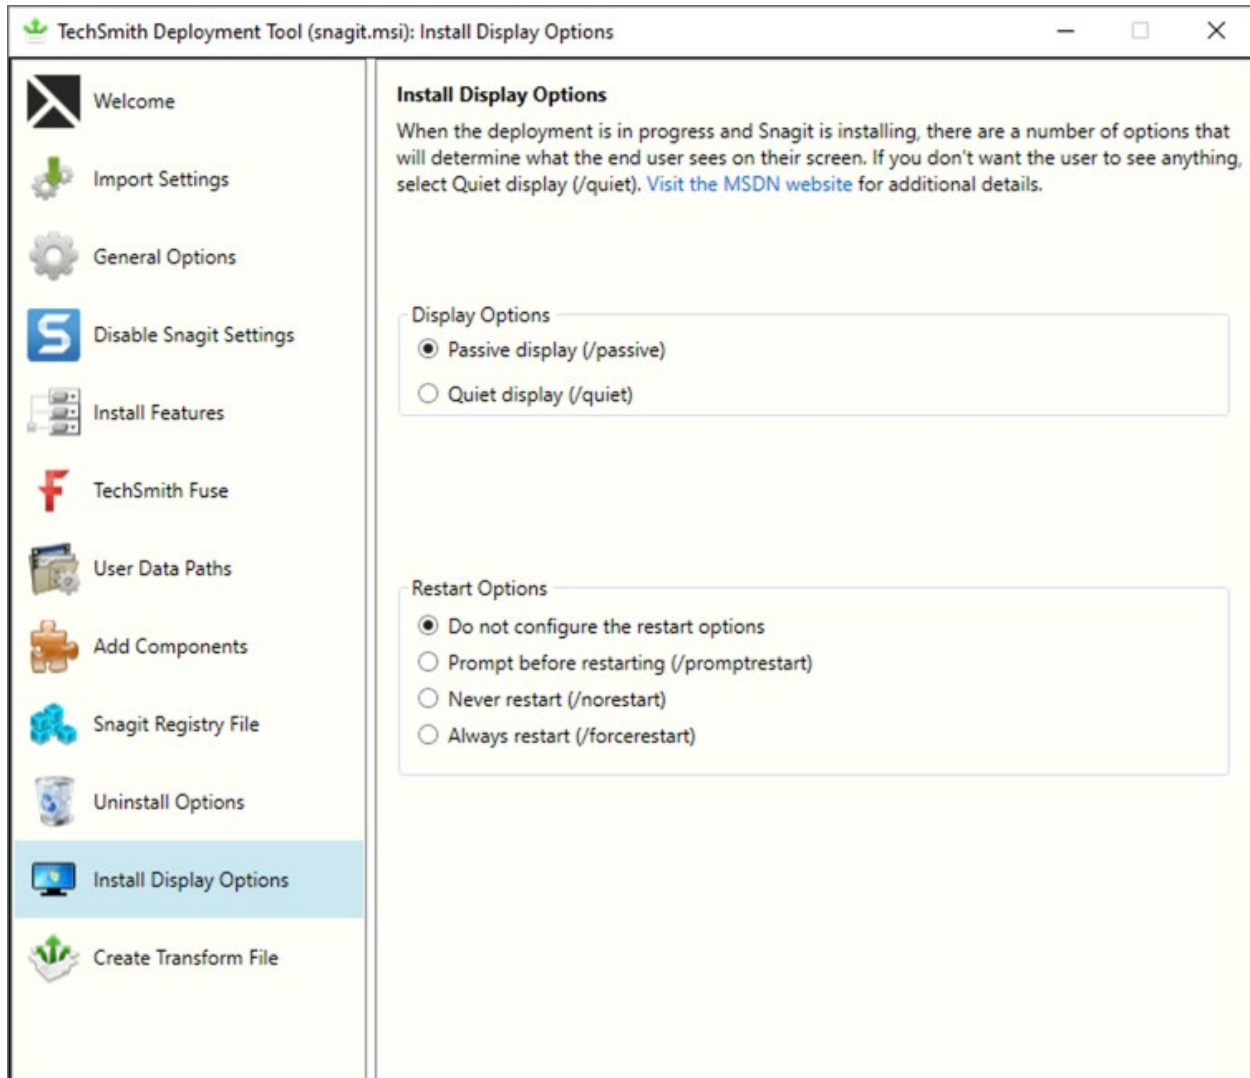 TechSmith Deployment Tool (snagit.msi): Install Display Options
Welcome
Import Settings
General Options
Disable Snagit Settings
Install Features
TechSmith Fuse
User Data Paths
Add Components
Snagit Registry File
Uninstall Options
Install Display Options
Create Transform File
Install Display Options
When the deployment is in progress and Snagit is installing, there are a number of options that
will determine what the end user sees on their screen. If you don't want the user to see anything,
select Quiet display (/quiet). Visit the MSDN website for additional details.
Display Options
Passive display (/passive)
Quiet display (/quiet)
Restart Options
Do not configure the restart options
Prompt before restarting (/promptrestart)
Never restart (/norestart)
Always restart (/forcerestart)